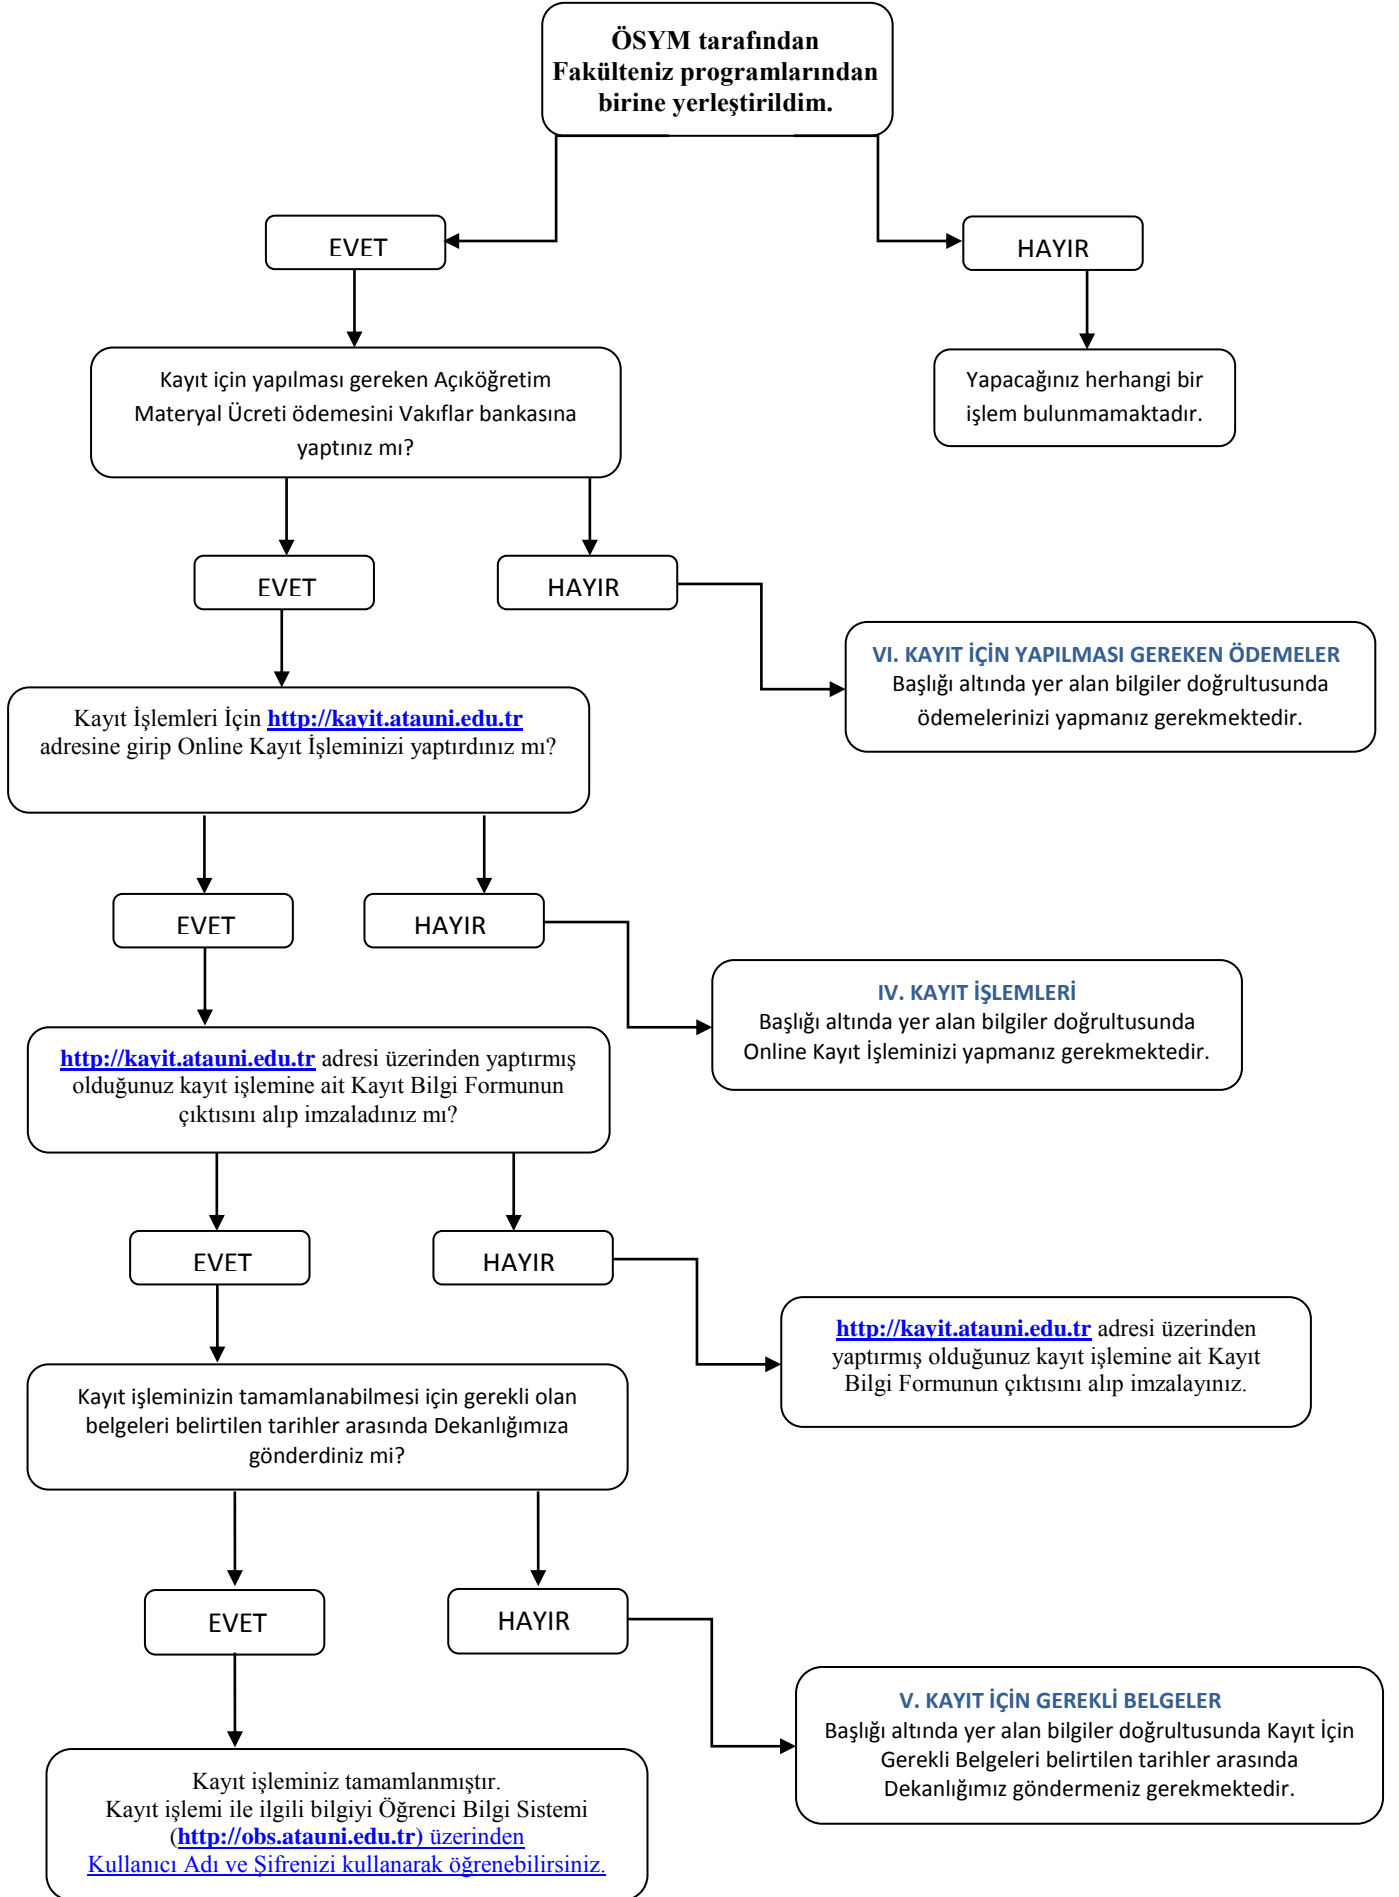 ÖSYM tarafından
Fakülteniz programlarından
birine yerleştirildim.
EVET
HAYIR
Kayıt için yapılması gereken Açıköğretim
Materyal Ücreti ödemesini Vakıflar bankasına
yaptınız mı?
Yapacağınız herhangi bir
işlem bulunmamaktadır.
EVET
HAYIR
VI. KAYIT İÇİN YAPILMASI GEREKEN ÖDEMELER
Başlığı altında yer alan bilgiler doğrultusunda
ödemelerinizi yapmanız gerekmektedir.
Kayıt İşlemleri İçin http://kayit.atauni.edu.tr
adresine girip Online Kayıt İşleminizi yaptırdınız mı?
EVET
HAYIR
IV. KAYIT İŞLEMLERİ
Başlığı altında yer alan bilgiler doğrultusunda
Online Kayıt İşleminizi yapmanız gerekmektedir.
http://kayit.atauni.edu.tr adresi üzerinden yaptırmış
olduğunuz kayıt işlemine ait Kayıt Bilgi Formunun
çıktısını alıp imzaladınız mı?
EVET
HAYIR
http://kayit.atauni.edu.tr adresi üzerinden
yaptırmış olduğunuz kayıt işlemine ait Kayıt
Bilgi Formunun çıktısını alıp imzalayınız.
Kayıt işleminizin tamamlanabilmesi için gerekli olan
belgeleri belirtilen tarihler arasında Dekanlığımıza
gönderdiniz mi?
EVET
HAYIR
V. KAYIT İÇİN GEREKLİ BELGELER
Başlığı altında yer alan bilgiler doğrultusunda Kayıt İçin
Gerekli Belgeleri belirtilen tarihler arasında
Dekanlığımız göndermeniz gerekmektedir.
Kayıt işleminiz tamamlanmıştır.
Kayıt işlemi ile ilgili bilgiyi Öğrenci Bilgi Sistemi
(http://obs.atauni.edu.tr) üzerinden
Kullanıcı Adı ve Şifrenizi kullanarak öğrenebilirsiniz.